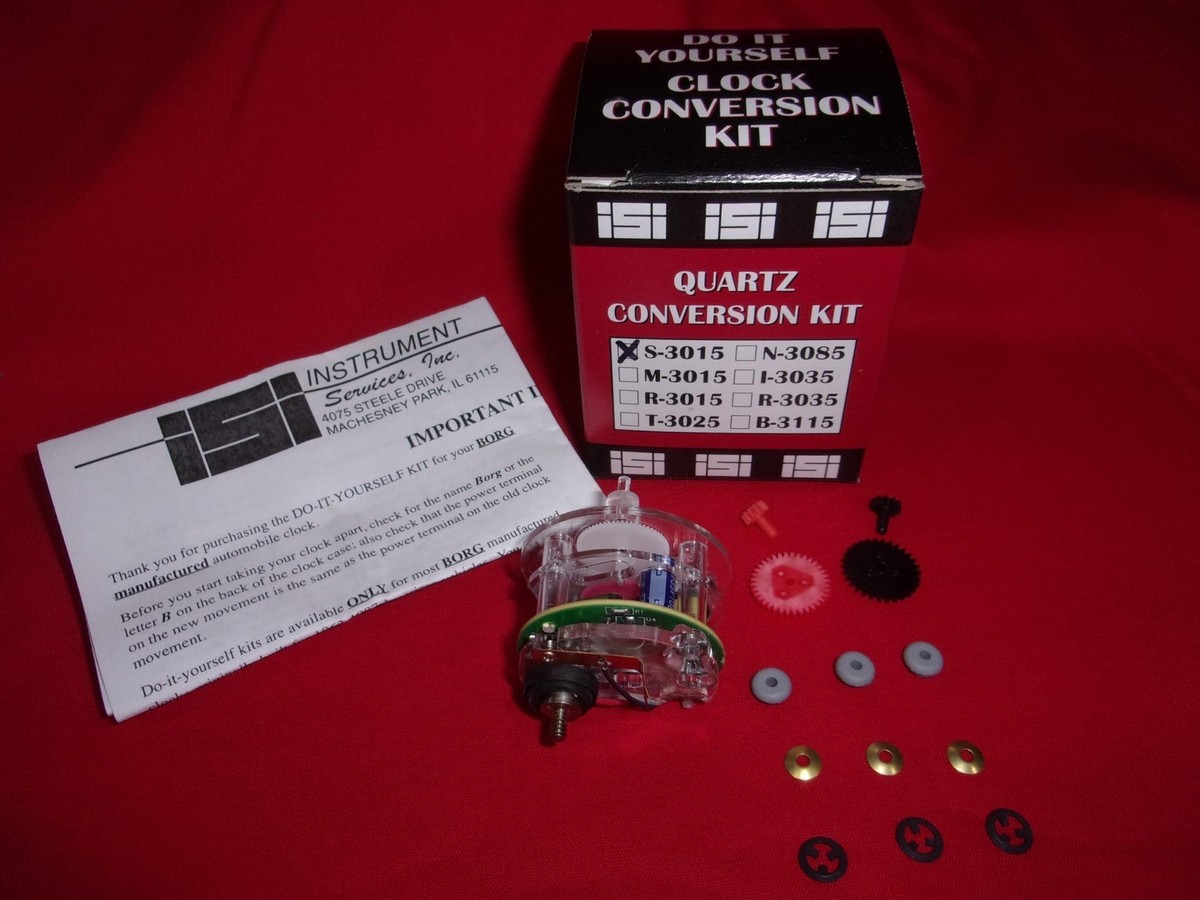 DO IT
YOURSELF
CLOCK
CONVERSION
KIT
isi isi isi
QUARTZ
CONVERSION KIT
X S-3015 N-3085
M-3015 I-3035
R-3015 R-3035
T-3025 B-3115
isi isi isi
isi INSTRUMENT
Services, Inc.
4075 STEELE DRIVE
MACHESNEY PARK, IL 61115
IMPORTANT
Thank you for purchasing the DO-IT-YOURSELF KIT for your BORG
manufactured automobile clock.
Before you start taking your clock apart, check for the name Borg or the
letter B on the back of the clock case; also check that the power terminal
on the new movement is the same as the power terminal on the old clock
movement.
Do-it-yourself kits are available ONLY for most BORG manufactured
R1